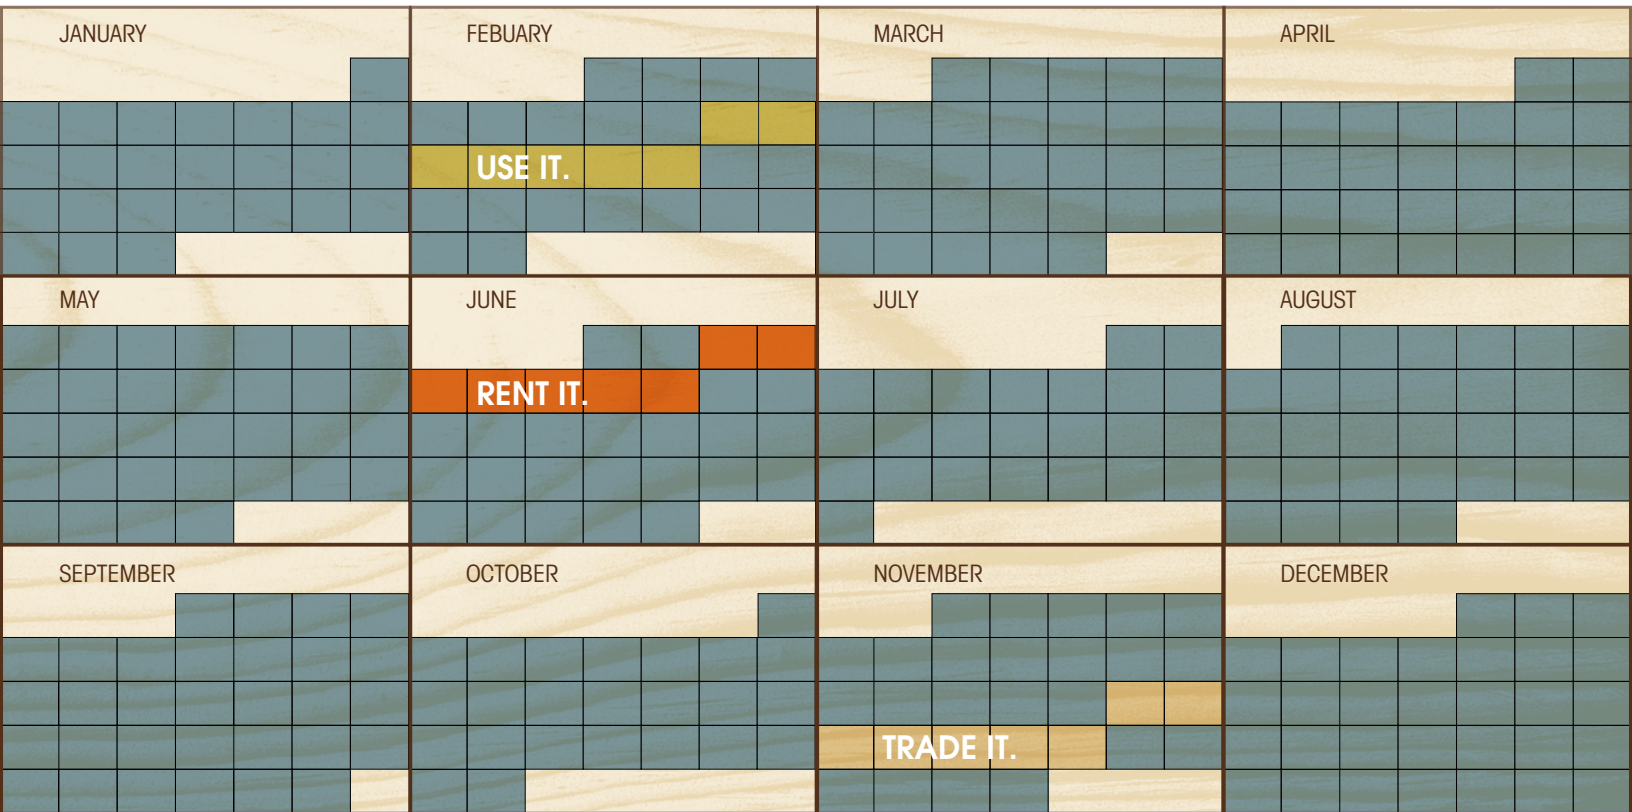 JANUARY
FEBUARY
MARCH
APRIL
USE IT.
MAY
JUNE
JULY
AUGUST
RENT IT.
SEPTEMBER
OCTOBER
NOVEMBER
DECEMBER
TRADE IT.